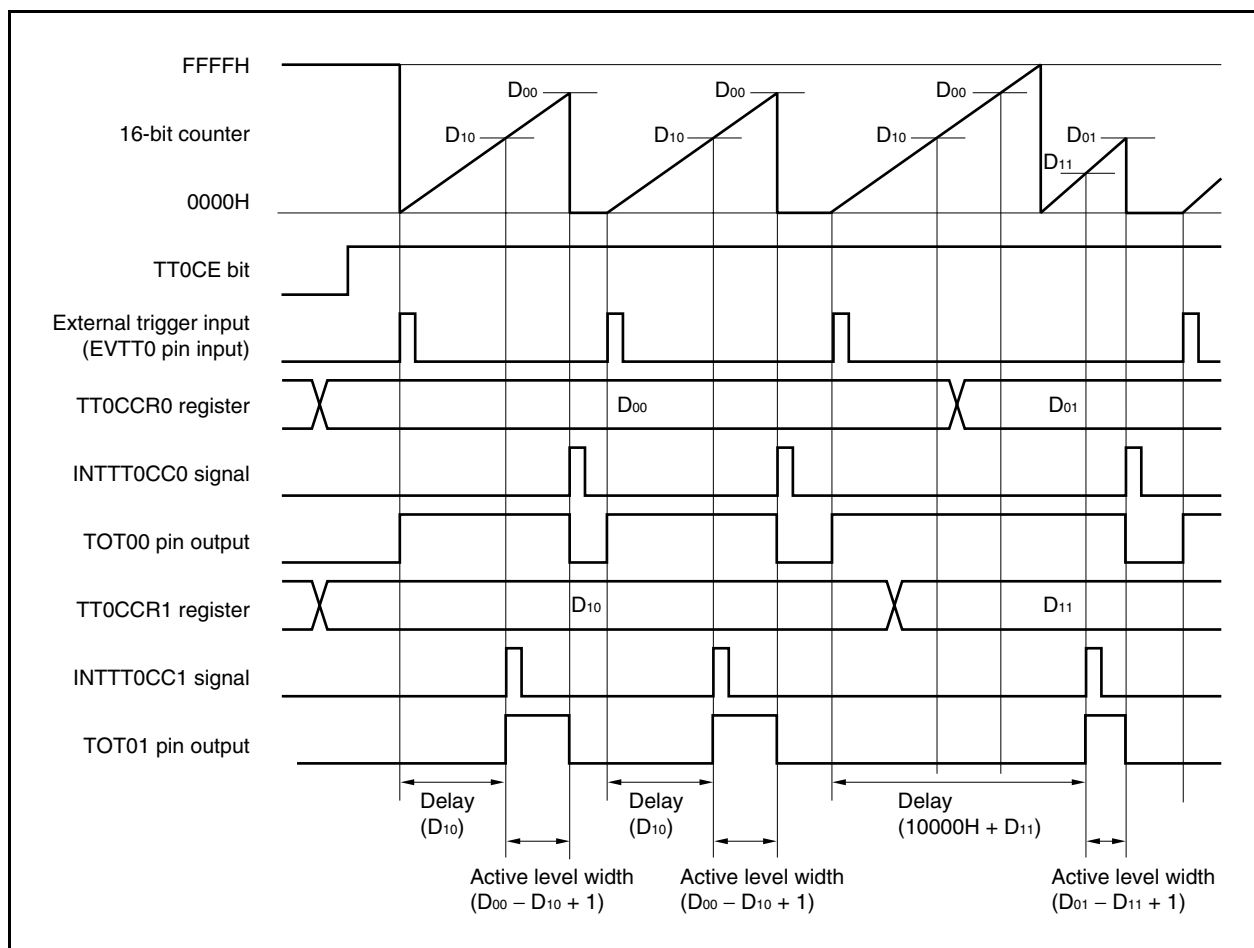 FFFFH
D00
D00
D00
16-bit counter
D10
D10
D10
D01
D11
0000H
TT0CE bit
External trigger input
(EVTT0 pin input)
TT0CCR0 register
D00
D01
INTTT0CC0 signal
TOT00 pin output
TT0CCR1 register
D10
D11
INTTT0CC1 signal
TOT01 pin output
Delay
(D10)
Delay
(D10)
Delay
(10000H + D11)
Active level width
(D00 − D10 + 1)
Active level width
(D00 − D10 + 1)
Active level width
(D01 − D11 + 1)